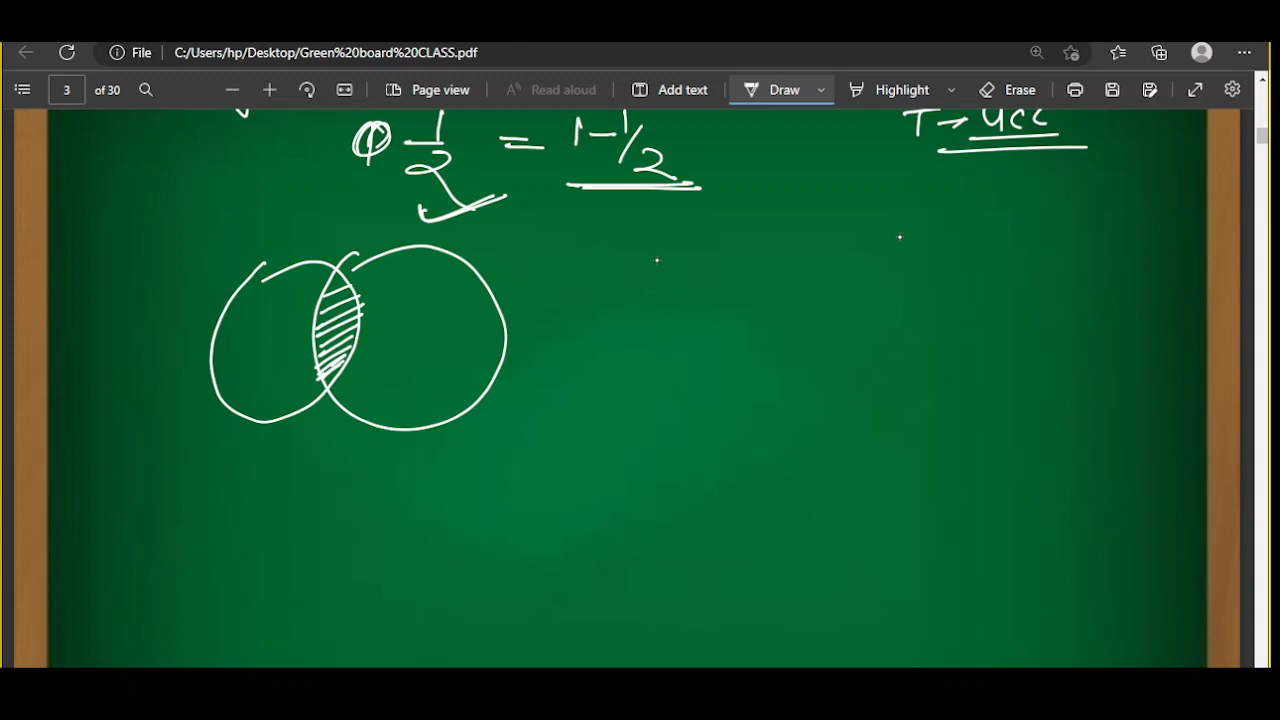 File C:/Users/hp/Desktop/Green%20board%20CLASS.pdf
3 of 30 Page view Read aloud Add text Draw Highlight Erase
1/2 = 1-1/2
T → 4cc